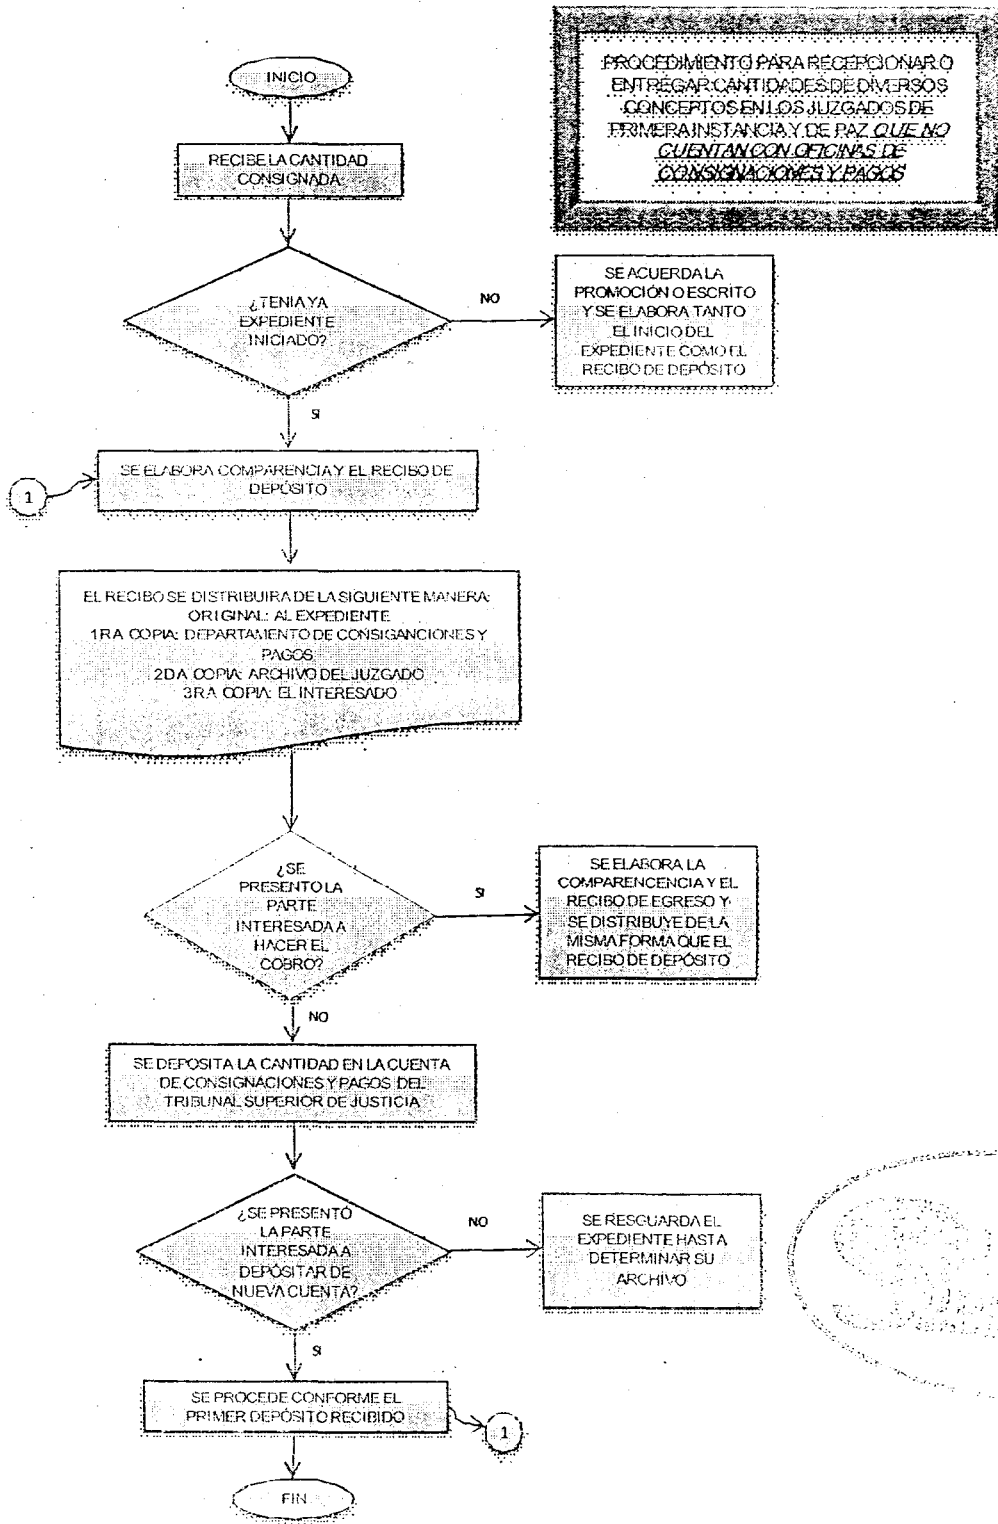 PROCEDIMIENTO PARA RECEPCIONAR O
ENTREGAR CANTIDADES DE DIVERSOS
CONCEPTOS EN LOS JUZGADOS DE
PRIMERA INSTANCIA Y DE PAZ QUE NO
CUENTAN CON OFICINAS DE
CONSIGNACIONES Y PAGOS
INICIO
RECIBE LA CANTIDAD
CONSIGNADA
¿TENIA YA
EXPEDIENTE
INICIADO?
NO
SE ACUERDA LA
PROMOCIÓN O ESCRITO
Y SE ELABORA TANTO
EL INICIO DEL
EXPEDIENTE COMO EL
RECIBO DE DEPÓSITO
SI
1
SE ELABORA COMPARENCIA Y EL RECIBO DE
DEPÓSITO
EL RECIBO SE DISTRIBUIRA DE LA SIGUIENTE MANERA:
ORIGINAL: AL EXPEDIENTE
1RA COPIA: DEPARTAMENTO DE CONSIGANCIONES Y
PAGOS
2DA COPIA: ARCHIVO DEL JUZGADO
3RA COPIA: EL INTERESADO
¿SE
PRESENTO LA
PARTE
INTERESADA A
HACER EL
COBRO?
SI
SE ELABORA LA
COMPARENCENCIA Y EL
RECIBO DE EGRESO Y
SE DISTRIBUYE DE LA
MISMA FORMA QUE EL
RECIBO DE DEPÓSITO
NO
SE DEPOSITA LA CANTIDAD EN LA CUENTA
DE CONSIGNACIONES Y PAGOS DEL
TRIBUNAL SUPERIOR DE JUSTICIA
¿SE PRESENTÓ
LA PARTE
INTERESADA A
DEPÓSITAR DE
NUEVA CUENTA?
NO
SE RESGUARDA EL
EXPEDIENTE HASTA
DETERMINAR SU
ARCHIVO
SI
SE PROCEDE CONFORME EL
PRIMER DEPÓSITO RECIBIDO
1
FIN